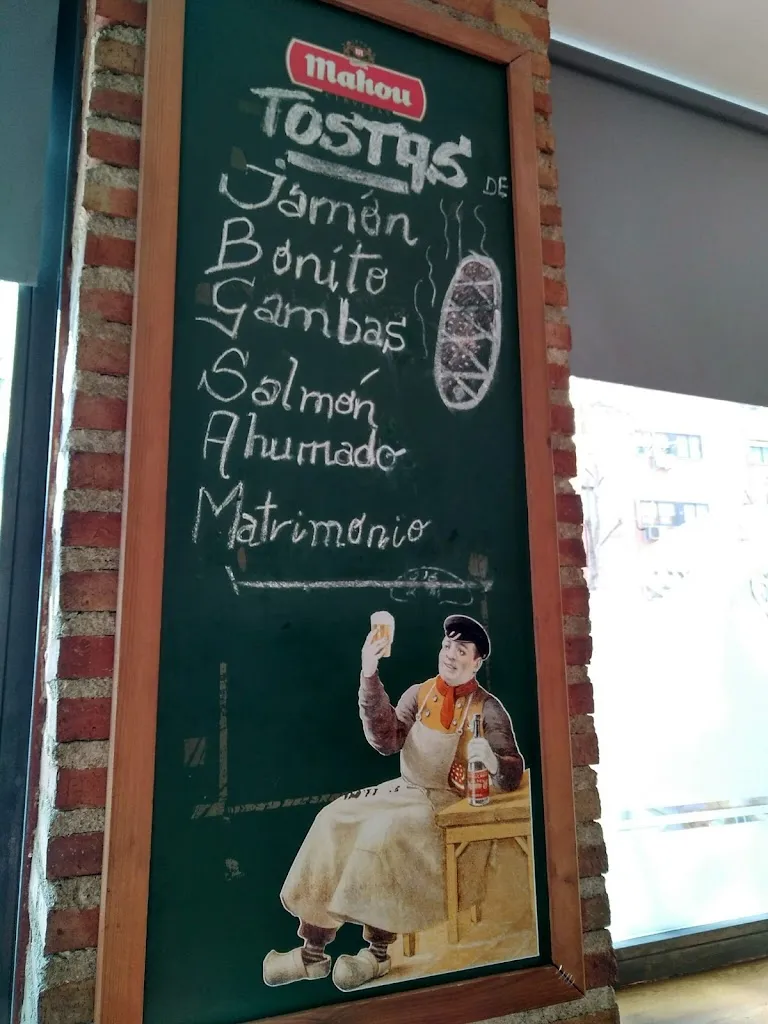 Mahou
TOSTAS
DE
Jamón
Bonito
Gambas
Salmón
Ahumado
Matrimonio